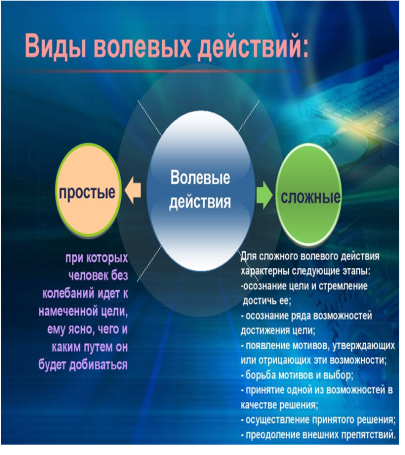 Виды волевых действий:
простые
Волевые
действия
сложные
при которых
человек без
колебаний идет к
намеченной цели,
ему ясно, чего и
каким путем он
будет добиваться
Для сложного волевого действия
характерны следующие этапы:
-осознание цели и стремление
достичь ее;
- осознание ряда возможностей
достижения цели;
- появление мотивов, утверждающих
или отрицающих эти возможности;
- борьба мотивов и выбор;
- принятие одной из возможностей в
качестве решения;
- осуществление принятого решения;
- преодоление внешних препятствий.